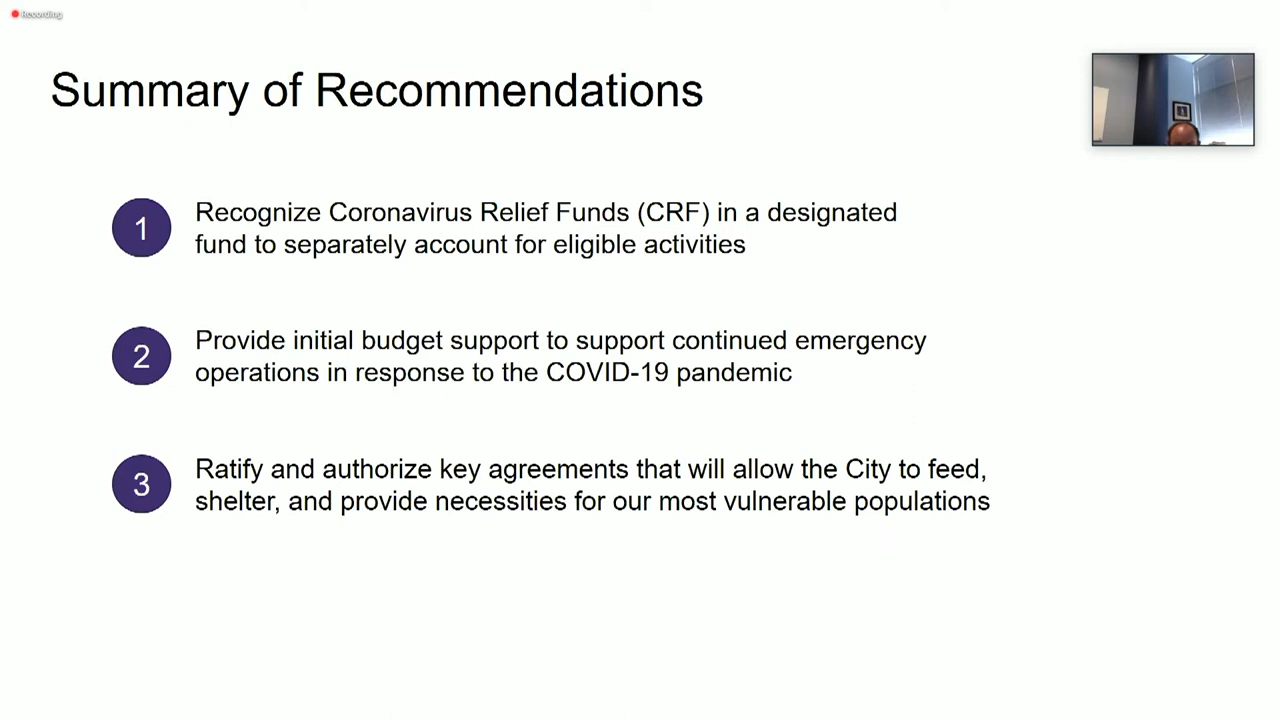 Recording
Summary of Recommendations
1
Recognize Coronavirus Relief Funds (CRF) in a designated
fund to separately account for eligible activities
2
Provide initial budget support to support continued emergency
operations in response to the COVID-19 pandemic
3
Ratify and authorize key agreements that will allow the City to feed,
shelter, and provide necessities for our most vulnerable populations